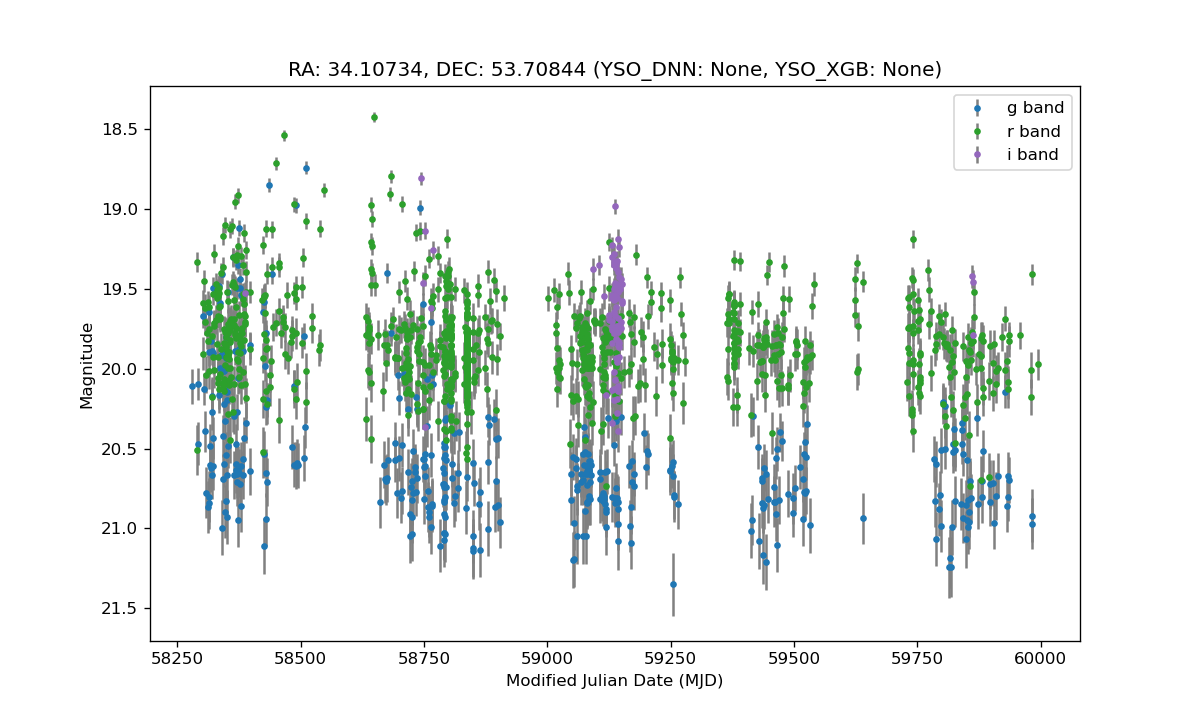 RA: 34.10734, DEC: 53.70844 (YSO_DNN: None, YSO_XGB: None)
g band
r band
i band
18.5
19.0
19.5
20.0
20.5
21.0
21.5
Magnitude
58250 58500 58750 59000 59250 59500 59750 60000
Modified Julian Date (MJD)